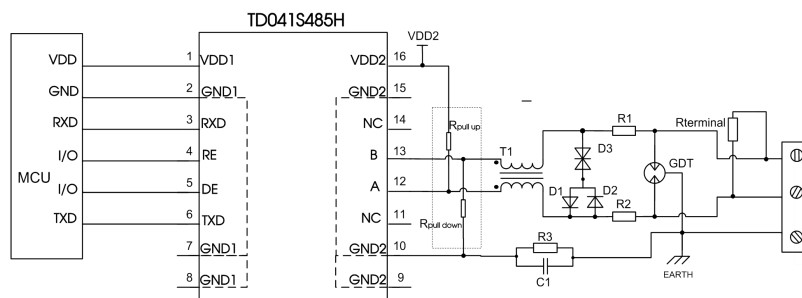 TD041S485H
VDD2
VDD 1 VDD1 VDD2 16
GND 2 GND1 GND2 15
RXD 3 RXD NC 14
Rpull up
R1
Rterminal
T1
D3
I/O 4 RE B 13
GDT
MCU
I/O 5 DE A 12
D1 D2
TXD 6 TXD NC 11
R2
Rpull down
7 GND1 GND2 10
R3
8 GND1 GND2 9
C1
EARTH